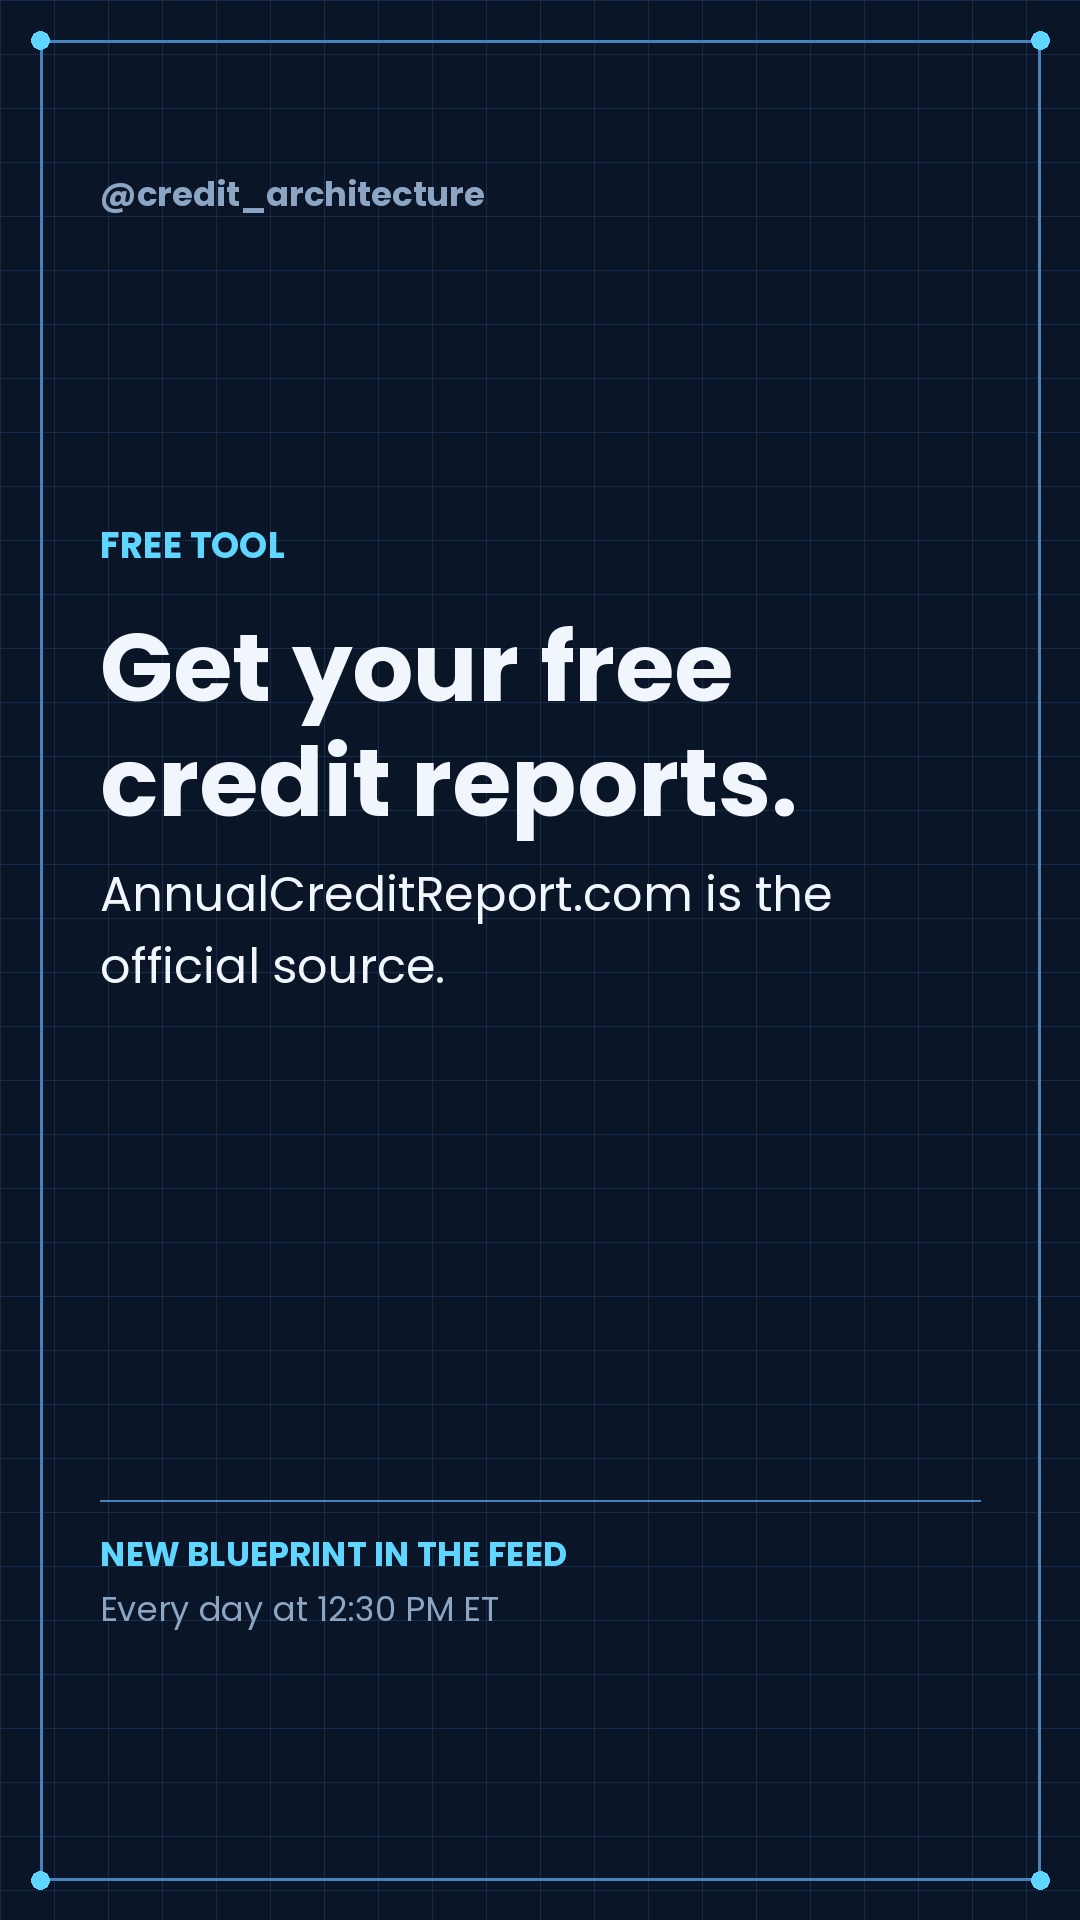 @credit_architecture
FREE TOOL
Get your free
credit reports.
AnnualCreditReport.com is the
official source.
NEW BLUEPRINT IN THE FEED
Every day at 12:30 PM ET